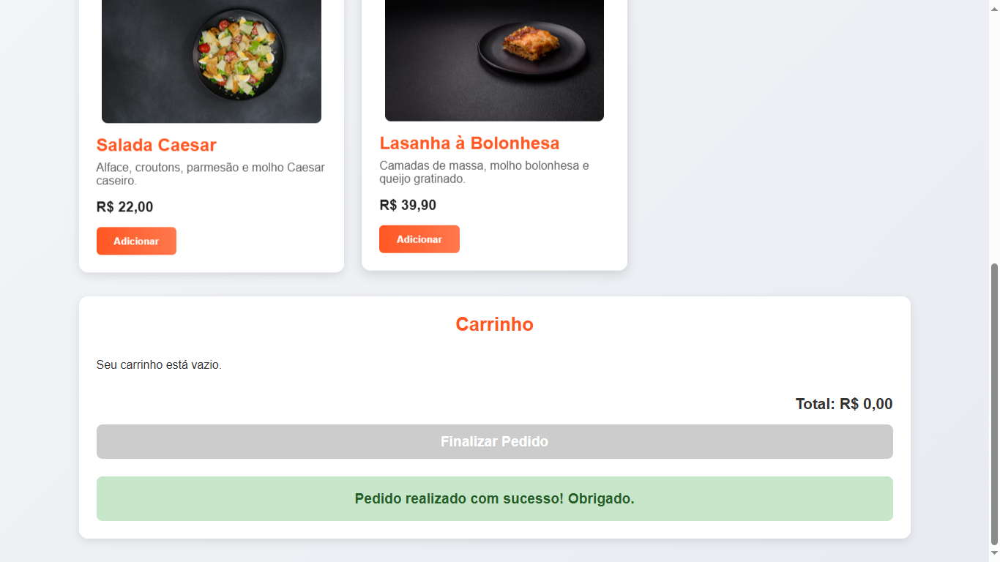 Salada Caesar
Alface, croutons, parmesão e molho Caesar
caseiro.
R$ 22,00
Adicionar
Lasanha à Bolonhesa
Camadas de massa, molho bolonhesa e
queijo gratinado.
R$ 39,90
Adicionar
Carrinho
Seu carrinho está vazio.
Total: R$ 0,00
Finalizar Pedido
Pedido realizado com sucesso! Obrigado.